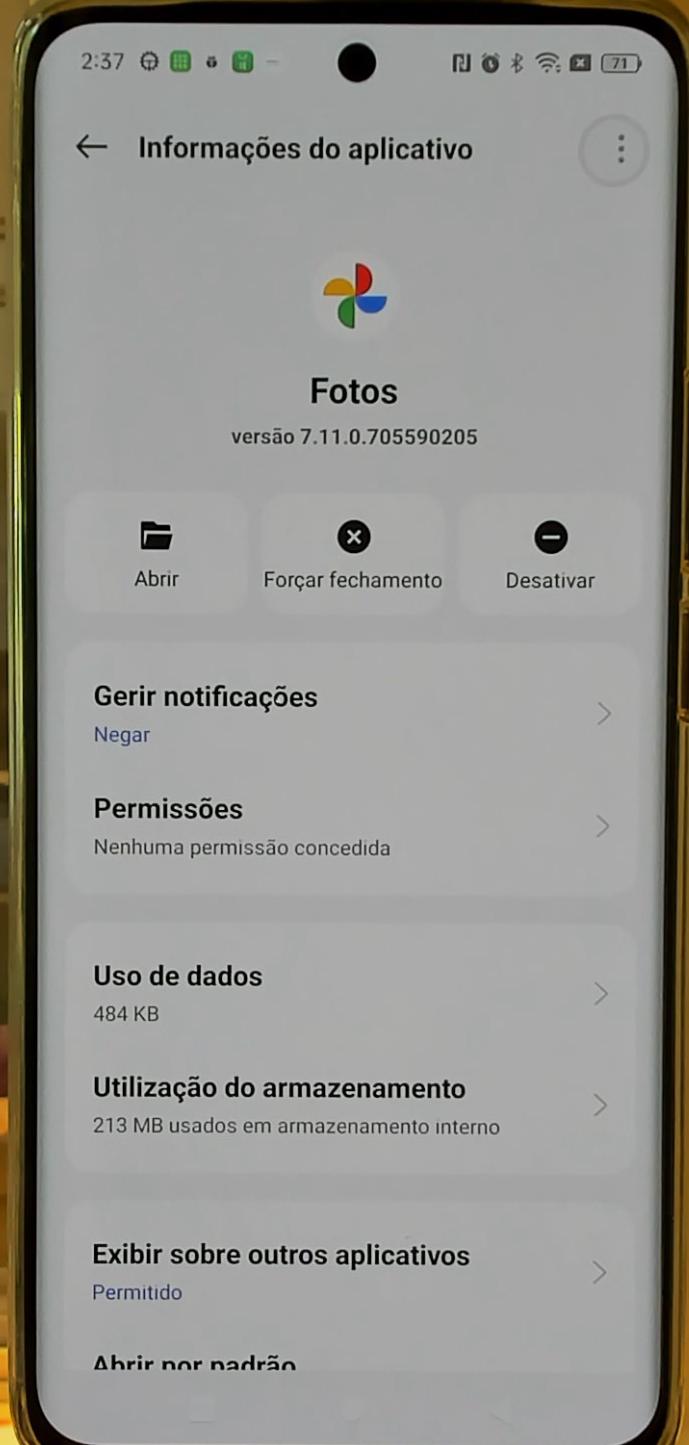 2:37
71
Informações do aplicativo
Fotos
versão 7.11.0.705590205
Abrir
Forçar fechamento
Desativar
Gerir notificações
Negar
Permissões
Nenhuma permissão concedida
Uso de dados
484 KB
Utilização do armazenamento
213 MB usados em armazenamento interno
Exibir sobre outros aplicativos
Permitido
Abrir por padrão